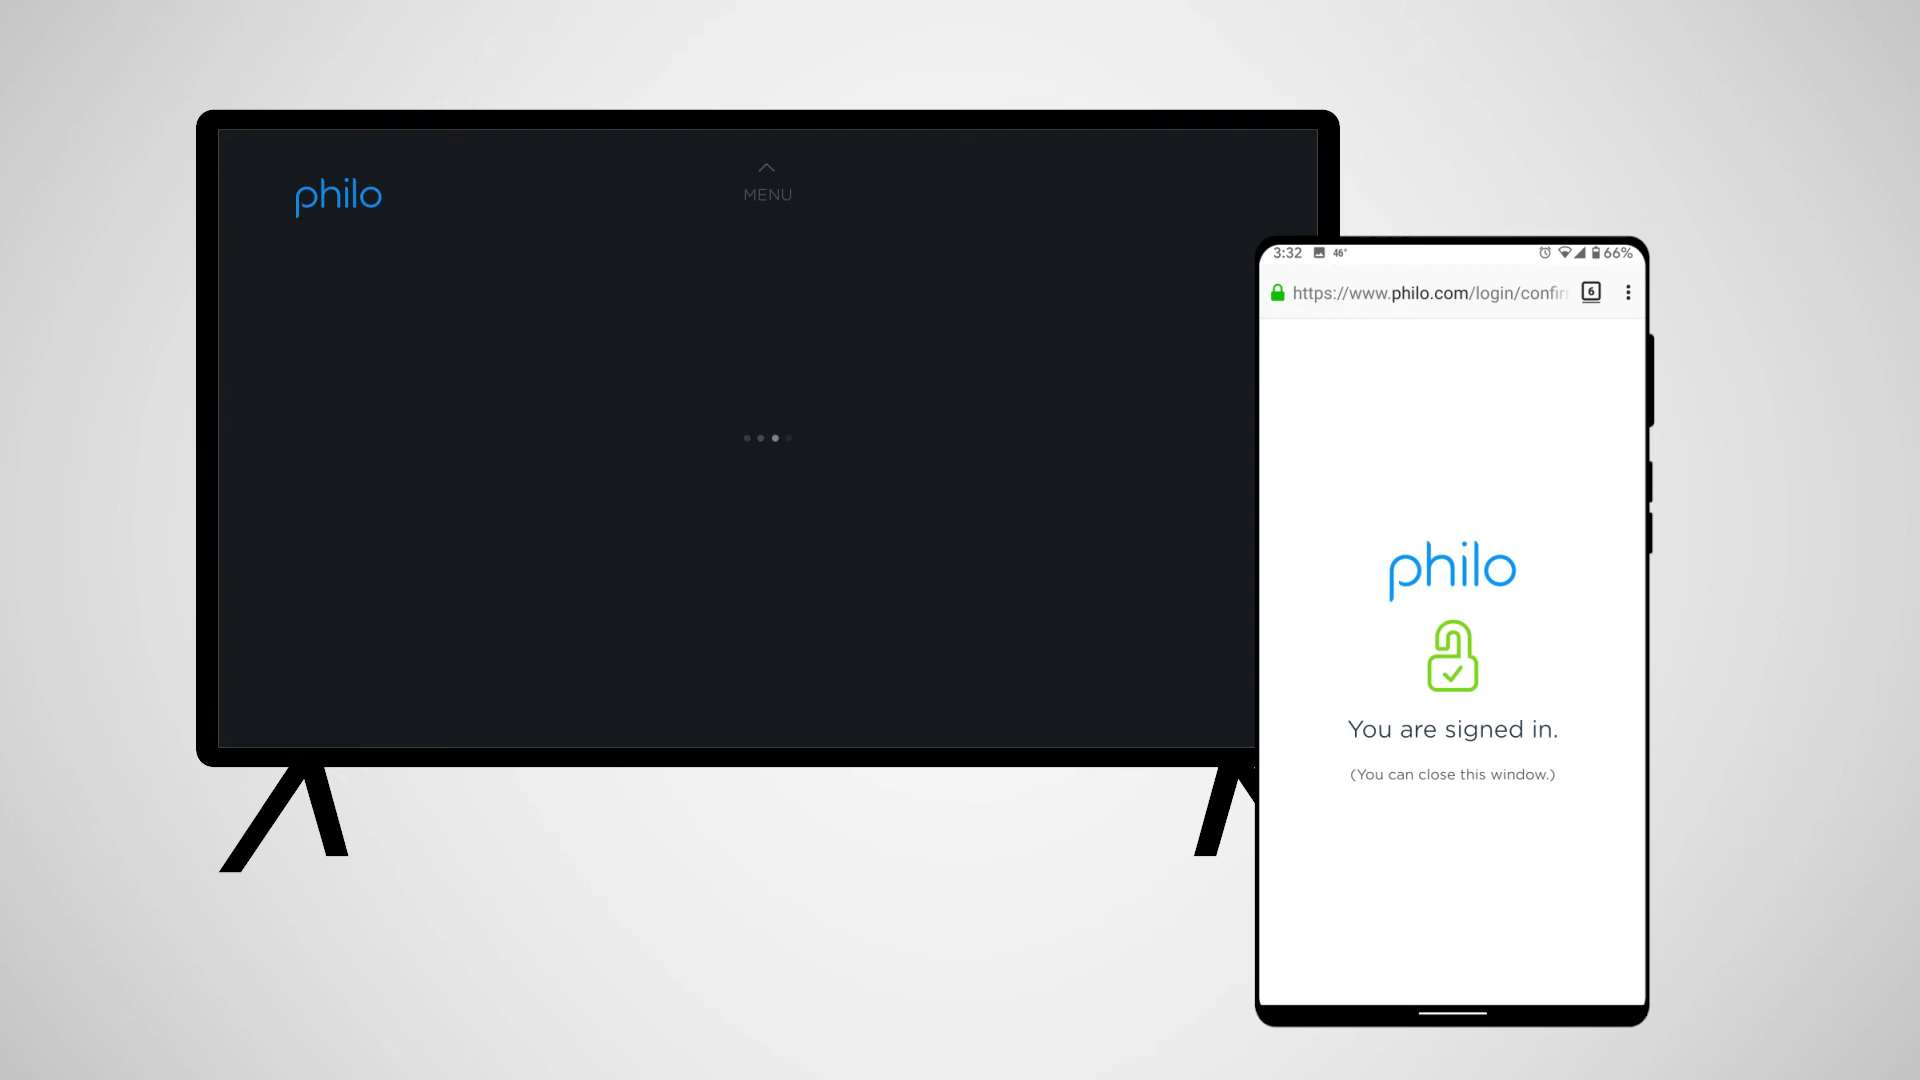 philo
MENU
3:32 46° 66%
https://www.philo.com/login/confir
6
philo
You are signed in.
(You can close this window.)